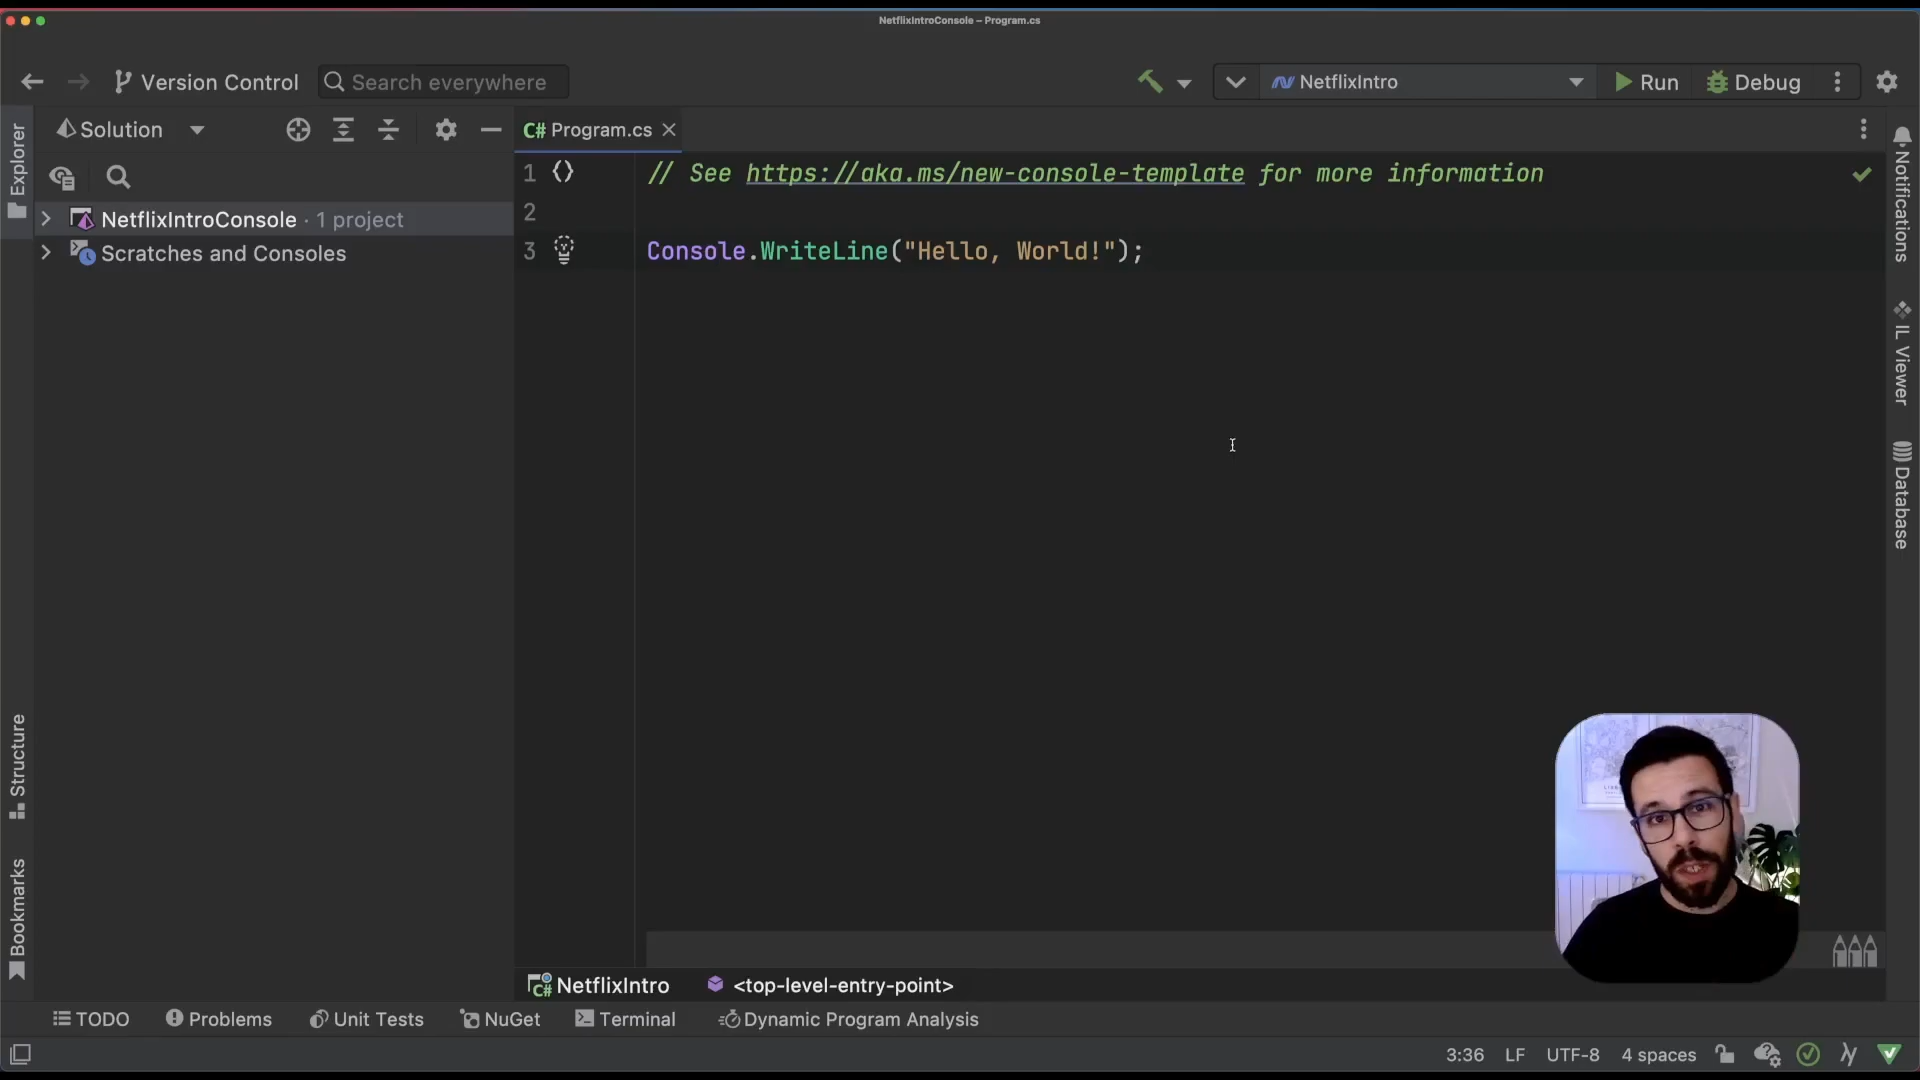 NetflixIntroConsole – Program.cs
Version Control
Search everywhere
NetflixIntro
Run
Debug
Explorer
Solution
C# Program.cs
NetflixIntroConsole · 1 project
Scratches and Consoles
1
// See https://aka.ms/new-console-template for more information
2
3
Console.WriteLine("Hello, World!");
Notifications
IL Viewer
Database
Structure
Bookmarks
C# NetflixIntro
<top-level-entry-point>
TODO
Problems
Unit Tests
NuGet
Terminal
Dynamic Program Analysis
3:36
LF
UTF-8
4 spaces